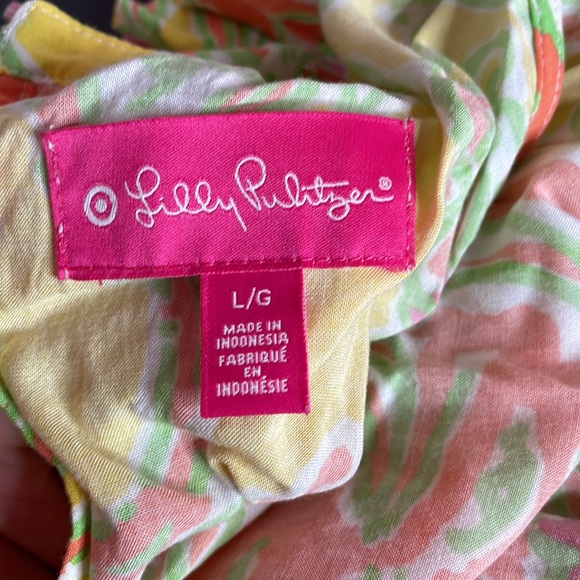 Lilly Pulitzer®
L/G
MADE IN
INDONESIA
FABRIQUÉ
EN
INDONÉSIE